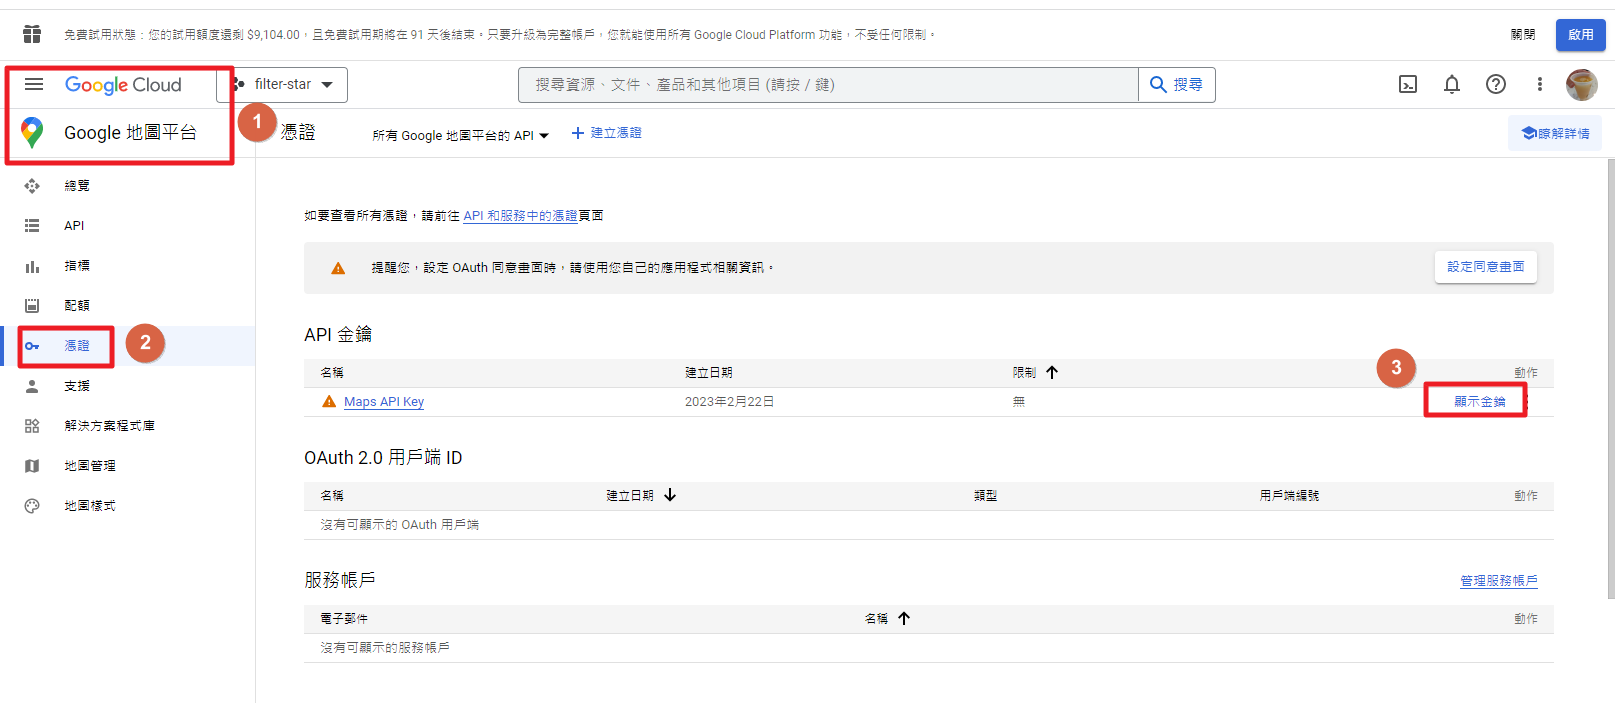 免費試用狀態：您的試用額度還剩 $9,104.00，且免費試用期將在 91 天後結束。只要升級為完整帳戶，您就能使用所有 Google Cloud Platform 功能，不受任何限制。
關閉
啟用
Google Cloud
filter-star
搜尋資源、文件、產品和其他項目 (請按 / 鍵)
搜尋
Google 地圖平台
1
憑證
所有 Google 地圖平台的 API
建立憑證
瞭解詳情
總覽
API
指標
配額
憑證
2
支援
解決方案程式庫
地圖管理
地圖樣式
如要查看所有憑證，請前往 API 和服務中的憑證頁面
提醒您，設定 OAuth 同意畫面時，請使用您自己的應用程式相關資訊。
設定同意畫面
API 金鑰
名稱 建立日期 限制 動作
3
Maps API Key 2023年2月22日 無 顯示金鑰
OAuth 2.0 用戶端 ID
名稱 建立日期 類型 用戶端編號 動作
沒有可顯示的 OAuth 用戶端
服務帳戶
管理服務帳戶
電子郵件 名稱 動作
沒有可顯示的服務帳戶